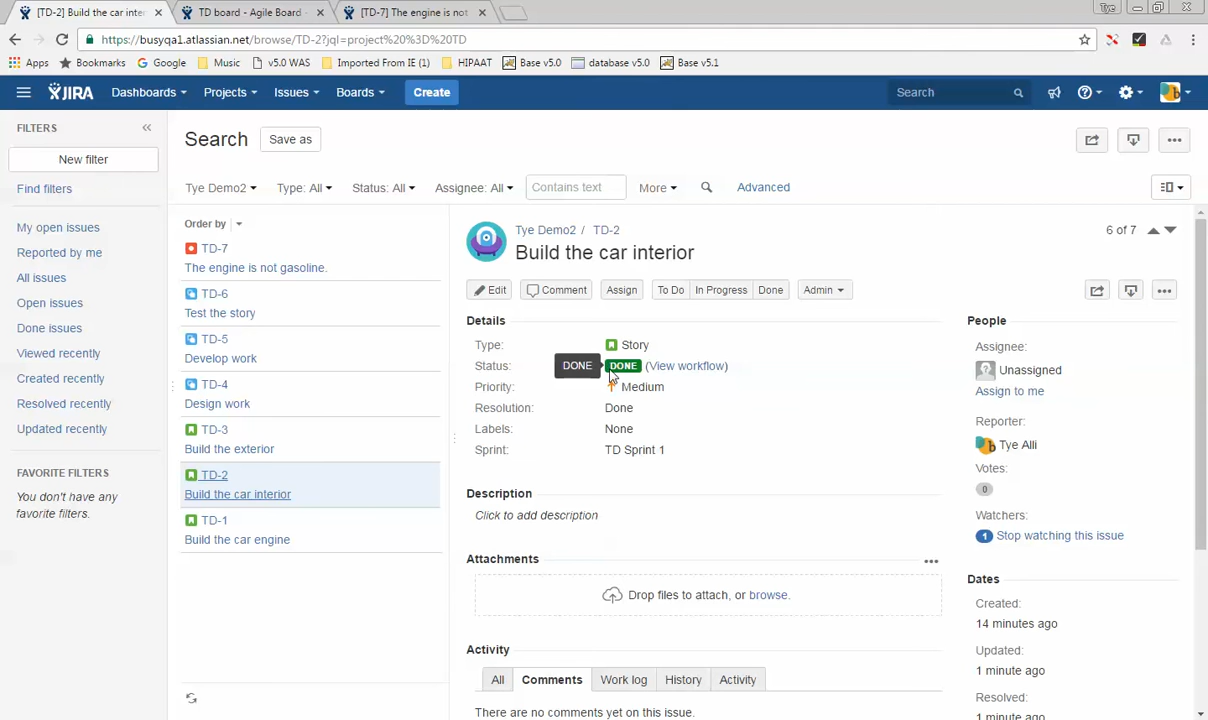 [TD-2] Build the car inter
TD board - Agile Board -
[TD-7] The engine is not
Tye
https://busyqa1.atlassian.net/browse/TD-2?jql=project%20%3D%20TD
Apps Bookmarks Google Music v5.0 WAS Imported From IE (1) HIPAAT Base v5.0 database v5.0 Base v5.1
JIRA Dashboards Projects Issues Boards Create Search
FILTERS
New filter
Find filters
My open issues
Reported by me
All issues
Open issues
Done issues
Viewed recently
Created recently
Resolved recently
Updated recently
FAVORITE FILTERS
You don't have any
favorite filters.
Search Save as
Tye Demo2 Type: All Status: All Assignee: All Contains text More Advanced
Order by
TD-7
The engine is not gasoline.
TD-6
Test the story
TD-5
Develop work
TD-4
Design work
TD-3
Build the exterior
TD-2
Build the car interior
TD-1
Build the car engine
Tye Demo2 / TD-2
Build the car interior
6 of 7
Edit Comment Assign To Do In Progress Done Admin
Details
Type: Story
Status: DONE DONE (View workflow)
Priority: Medium
Resolution: Done
Labels: None
Sprint: TD Sprint 1
Description
Click to add description
Attachments
Drop files to attach, or browse.
Activity
All Comments Work log History Activity
There are no comments yet on this issue.
People
Assignee:
Unassigned
Assign to me
Reporter:
Tye Alli
Votes:
0
Watchers:
1 Stop watching this issue
Dates
Created:
14 minutes ago
Updated:
1 minute ago
Resolved:
1 minute ago